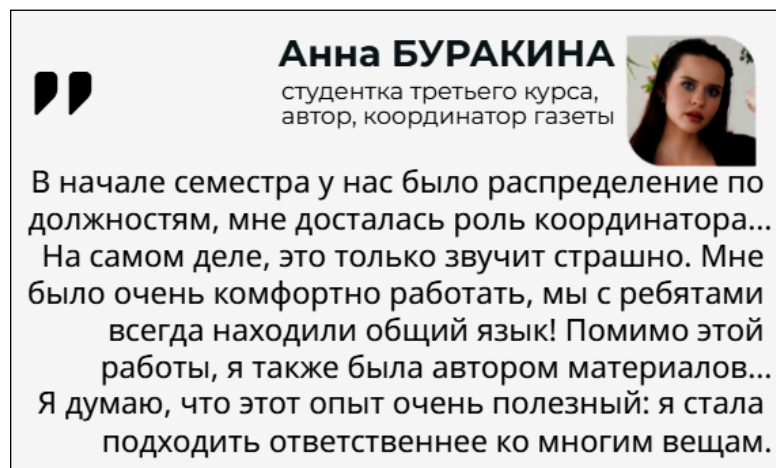 Анна БУРАКИНА
студентка третьего курса,
автор, координатор газеты
В начале семестра у нас было распределение по
должностям, мне досталась роль координатора...
На самом деле, это только звучит страшно. Мне
было очень комфортно работать, мы с ребятами
всегда находили общий язык! Помимо этой
работы, я также была автором материалов...
Я думаю, что этот опыт очень полезный: я стала
подходить ответственнее ко многим вещам.